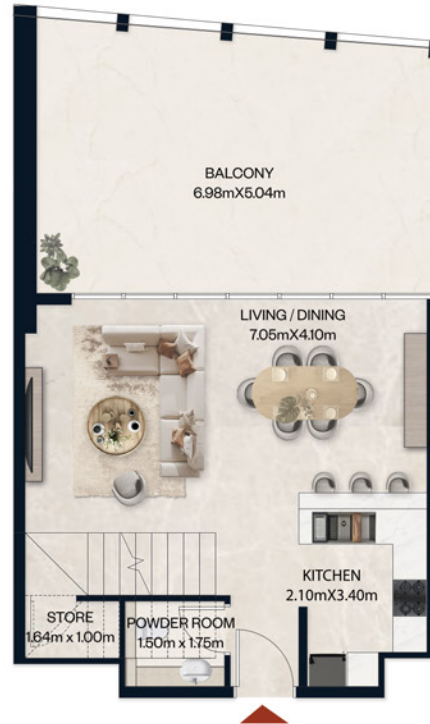 BALCONY
6.98mX5.04m
LIVING / DINING
7.05mX4.10m
KITCHEN
2.10mX3.40m
STORE
1.64m x 1.00m
POWDER ROOM
1.50m x 1.75m